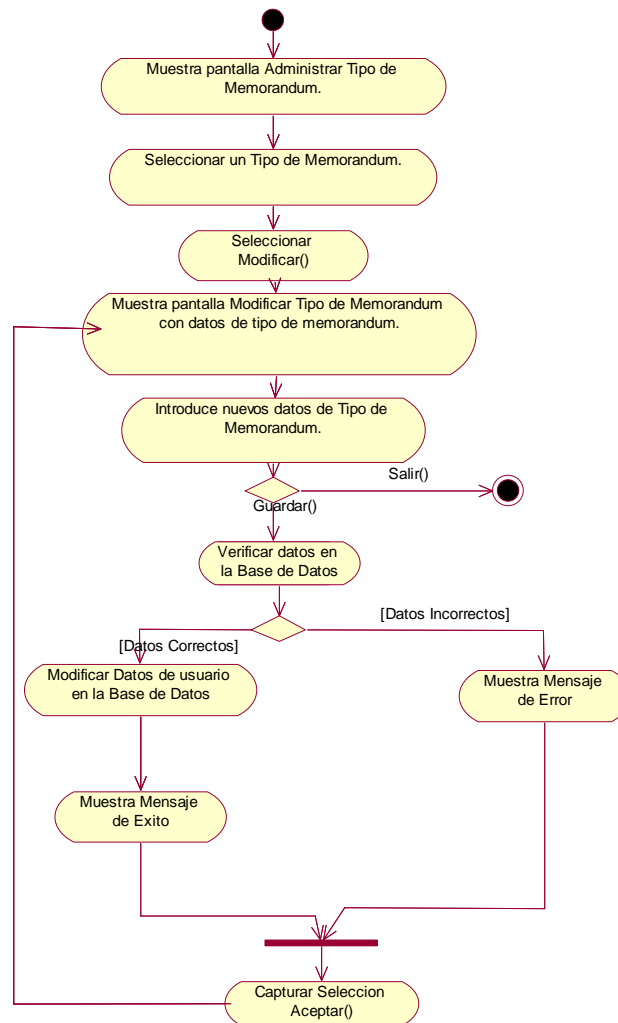 Muestra pantalla Administrar Tipo de
Memorandum.
Seleccionar un Tipo de Memorandum.
Seleccionar
Modificar()
Muestra pantalla Modificar Tipo de Memorandum
con datos de tipo de memorandum.
Introduce nuevos datos de Tipo de
Memorandum.
Salir()
Guardar()
Verificar datos en
la Base de Datos
[Datos Incorrectos]
[Datos Correctos]
Modificar Datos de usuario
en la Base de Datos
Muestra Mensaje
de Error
Muestra Mensaje
de Exito
Capturar Seleccion
Aceptar()